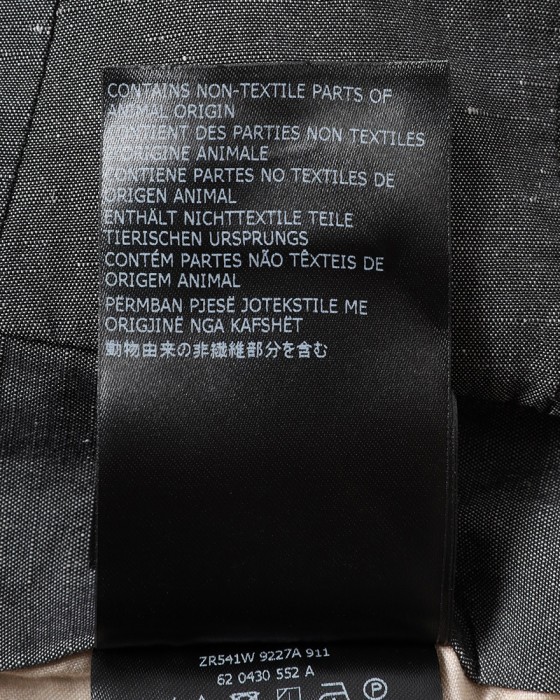 CONTAINS NON-TEXTILE PARTS OF
ANIMAL ORIGIN
CONTIENT DES PARTIES NON TEXTILES
D'ORIGINE ANIMALE
CONTIENE PARTES NO TEXTILES DE
ORIGEN ANIMAL
ENTHÄLT NICHTTEXTILE TEILE
TIERISCHEN URSPRUNGS
CONTÉM PARTES NÃO TÊXTEIS DE
ORIGEM ANIMAL
PËRMBAN PJESË JOTEKSTILE ME
ORIGJINË NGA KAFSHËT
動物由来の非繊維部分を含む
ZR541W 9227A 911
62 0430 552 A
P